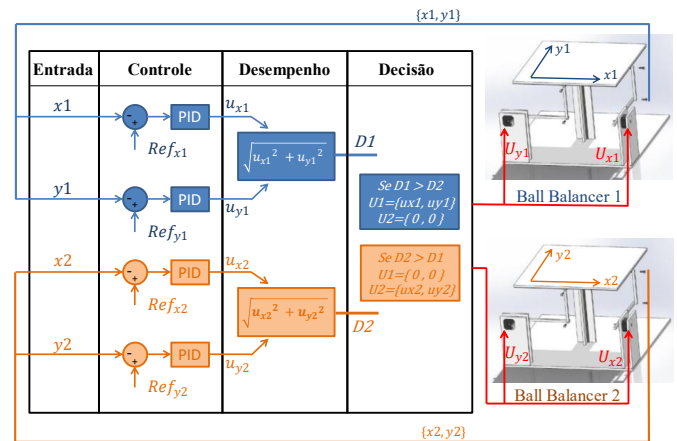 {x1, y1}
Entrada
Controle
Desempenho
Decisão
x1
-
+
PID
u_x1
Ref_x1
√(u_x1² + u_y1²)
D1
y1
-
+
PID
u_y1
Ref_y1
Se D1 > D2
U1={ux1, uy1}
U2={ 0 , 0 }
x2
-
+
PID
u_x2
Ref_x2
√(u_x2² + u_y2²)
D2
y2
-
+
PID
u_y2
Ref_y2
Se D2 > D1
U1={ 0 , 0 }
U2={ux2, uy2}
y1
x1
U_y1
U_x1
Ball Balancer 1
y2
x2
U_y2
U_x2
Ball Balancer 2
{x2, y2}